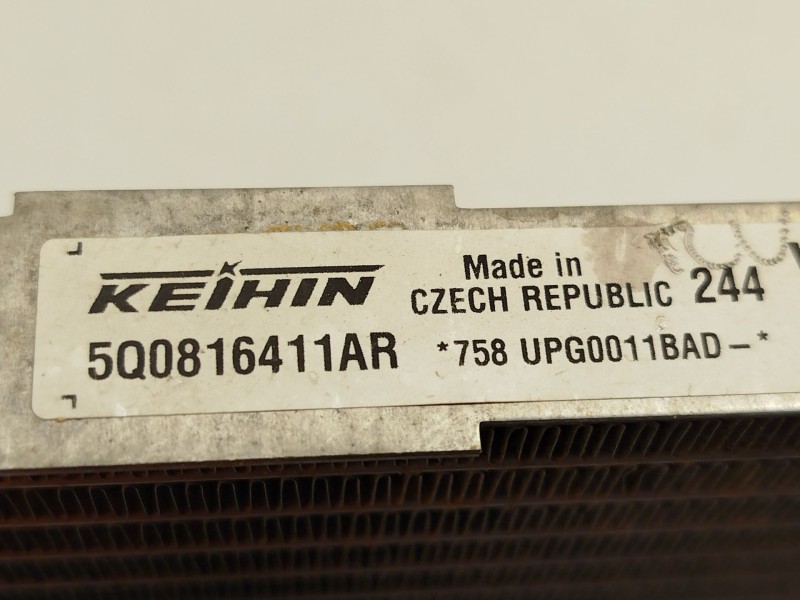 KEIHIN
Made in
CZECH REPUBLIC 244
5Q0816411AR *758 UPG0011BAD-*